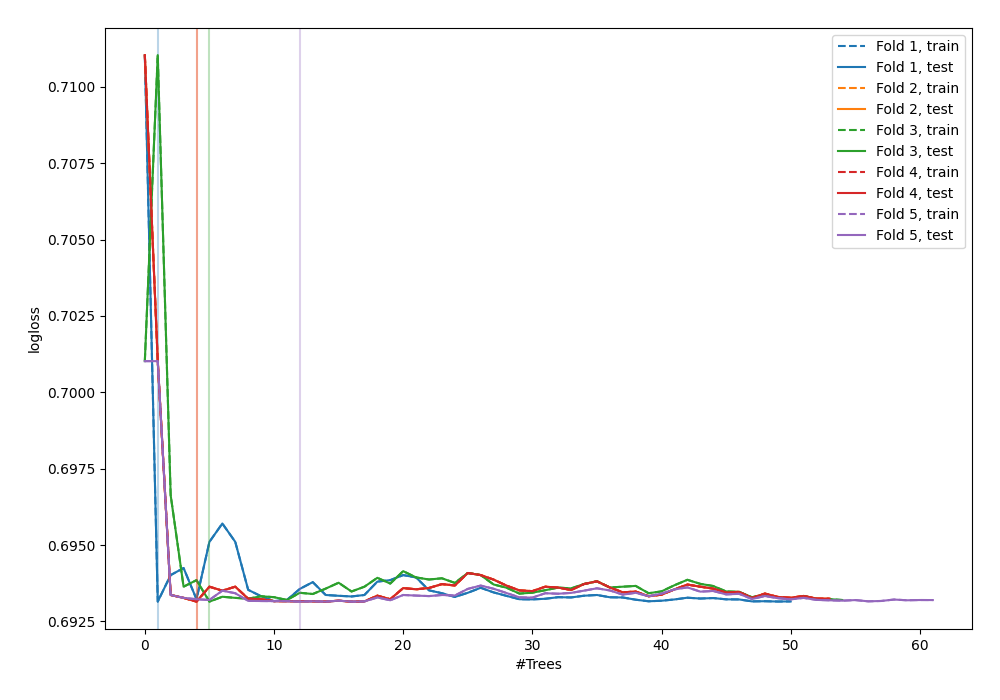 logloss
0.7100
0.7075
0.7050
0.7025
0.7000
0.6975
0.6950
0.6925
0
10
20
30
40
50
60
#Trees
Fold 1, train
Fold 1, test
Fold 2, train
Fold 2, test
Fold 3, train
Fold 3, test
Fold 4, train
Fold 4, test
Fold 5, train
Fold 5, test